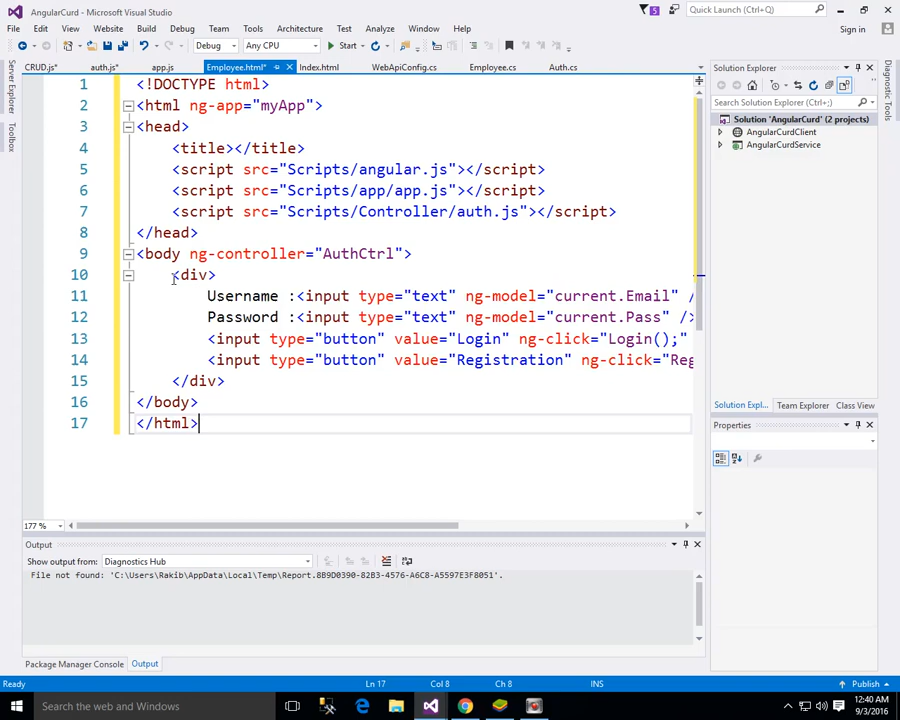 AngularCurd - Microsoft Visual Studio
5
Quick Launch (Ctrl+Q)
File Edit View Website Build Debug Team Tools Architecture Test Analyze Window Help
Sign in
Debug Any CPU Start
CRUD.js* auth.js* app.js Employee.html* Index.html WebApiConfig.cs Employee.cs Auth.cs
Server Explorer
Toolbox
1 <!DOCTYPE html>
2 <html ng-app="myApp">
3 <head>
4 <title></title>
5 <script src="Scripts/angular.js"></script>
6 <script src="Scripts/app/app.js"></script>
7 <script src="Scripts/Controller/auth.js"></script>
8 </head>
9 <body ng-controller="AuthCtrl">
10 <div>
11 Username :<input type="text" ng-model="current.Email" /
12 Password :<input type="text" ng-model="current.Pass" />
13 <input type="button" value="Login" ng-click="Login();"
14 <input type="button" value="Registration" ng-click="Reg
15 </div>
16 </body>
17 </html>
177 %
Solution Explorer
Search Solution Explorer (Ctrl+;)
Solution 'AngularCurd' (2 projects)
AngularCurdClient
AngularCurdService
Solution Expl... Team Explorer Class View
Properties
Diagnostic Tools
Output
Show output from: Diagnostics Hub
File not found: 'C:\Users\Rakib\AppData\Local\Temp\Report.8B9D0390-82B3-4576-A6C8-A5597E3F8051'.
Package Manager Console Output
Ready Ln 17 Col 8 Ch 8 INS Publish
Search the web and Windows
12:40 AM
9/3/2016